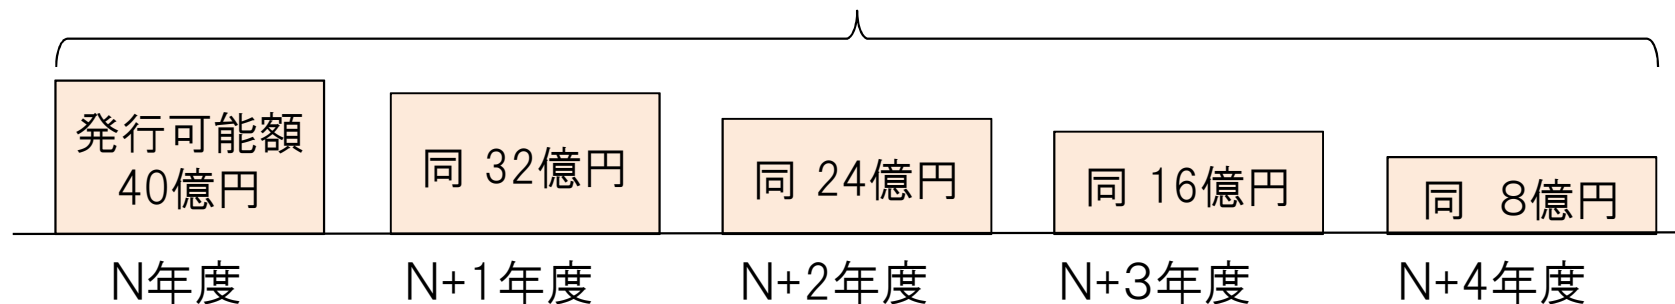 発行可能額
40億円
同 32億円
同 24億円
同 16億円
同　8億円
N年度
N+1年度
N+2年度
N+3年度
N+4年度